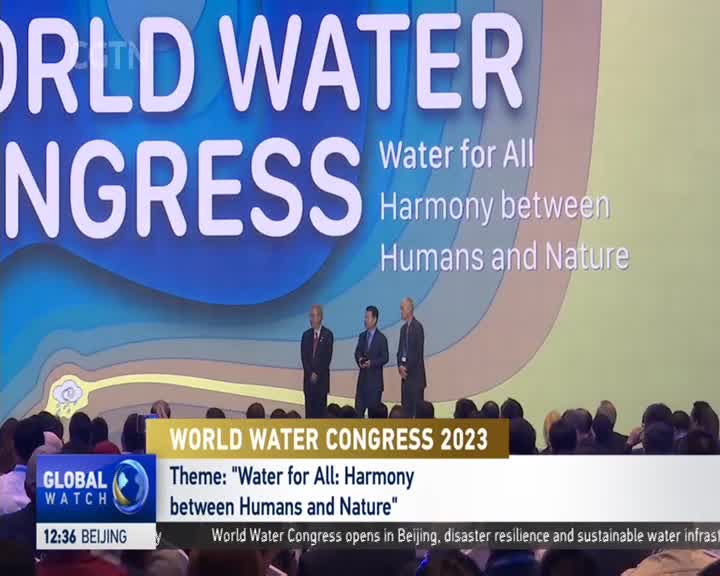 CGTN
ORLD WATER
NGRESS
Water for All
Harmony between
Humans and Nature
WORLD WATER CONGRESS 2023
Theme: "Water for All: Harmony
between Humans and Nature"
GLOBAL
WATCH
12:36 BEIJING
World Water Congress opens in Beijing, disaster resilience and sustainable water infrast